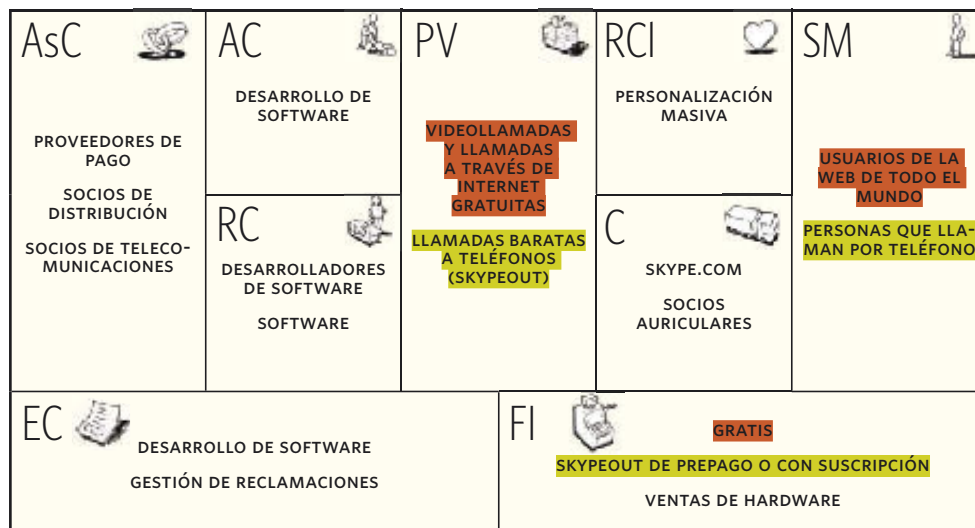 AsC
PROVEEDORES DE
PAGO
SOCIOS DE
DISTRIBUCIÓN
SOCIOS DE TELECO-
MUNICACIONES
AC
DESARROLLO DE
SOFTWARE
RC
DESARROLLADORES
DE SOFTWARE
SOFTWARE
PV
VIDEOLLAMADAS
Y LLAMADAS
A TRAVÉS DE
INTERNET
GRATUITAS
LLAMADAS BARATAS
A TELÉFONOS
(SKYPEOUT)
RCl
PERSONALIZACIÓN
MASIVA
C
SKYPE.COM
SOCIOS
AURICULARES
SM
USUARIOS DE LA
WEB DE TODO EL
MUNDO
PERSONAS QUE LLA-
MAN POR TELÉFONO
EC
DESARROLLO DE SOFTWARE
GESTIÓN DE RECLAMACIONES
FI
GRATIS
SKYPEOUT DE PREPAGO O CON SUSCRIPCIÓN
VENTAS DE HARDWARE